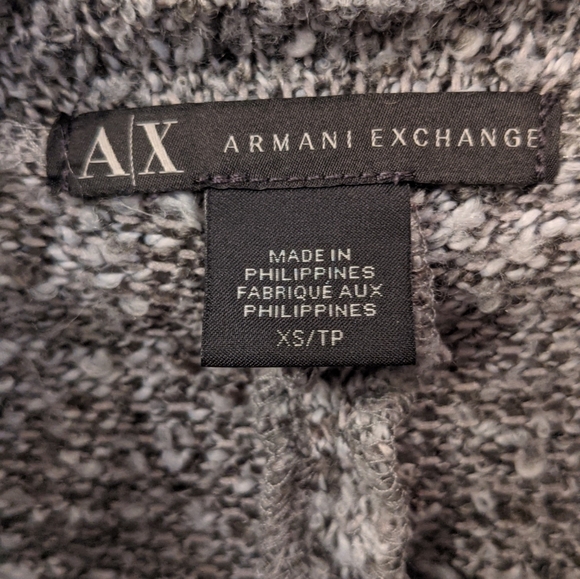 A|X ARMANI EXCHANGE
MADE IN
PHILIPPINES
FABRIQUÉ AUX
PHILIPPINES
XS/TP